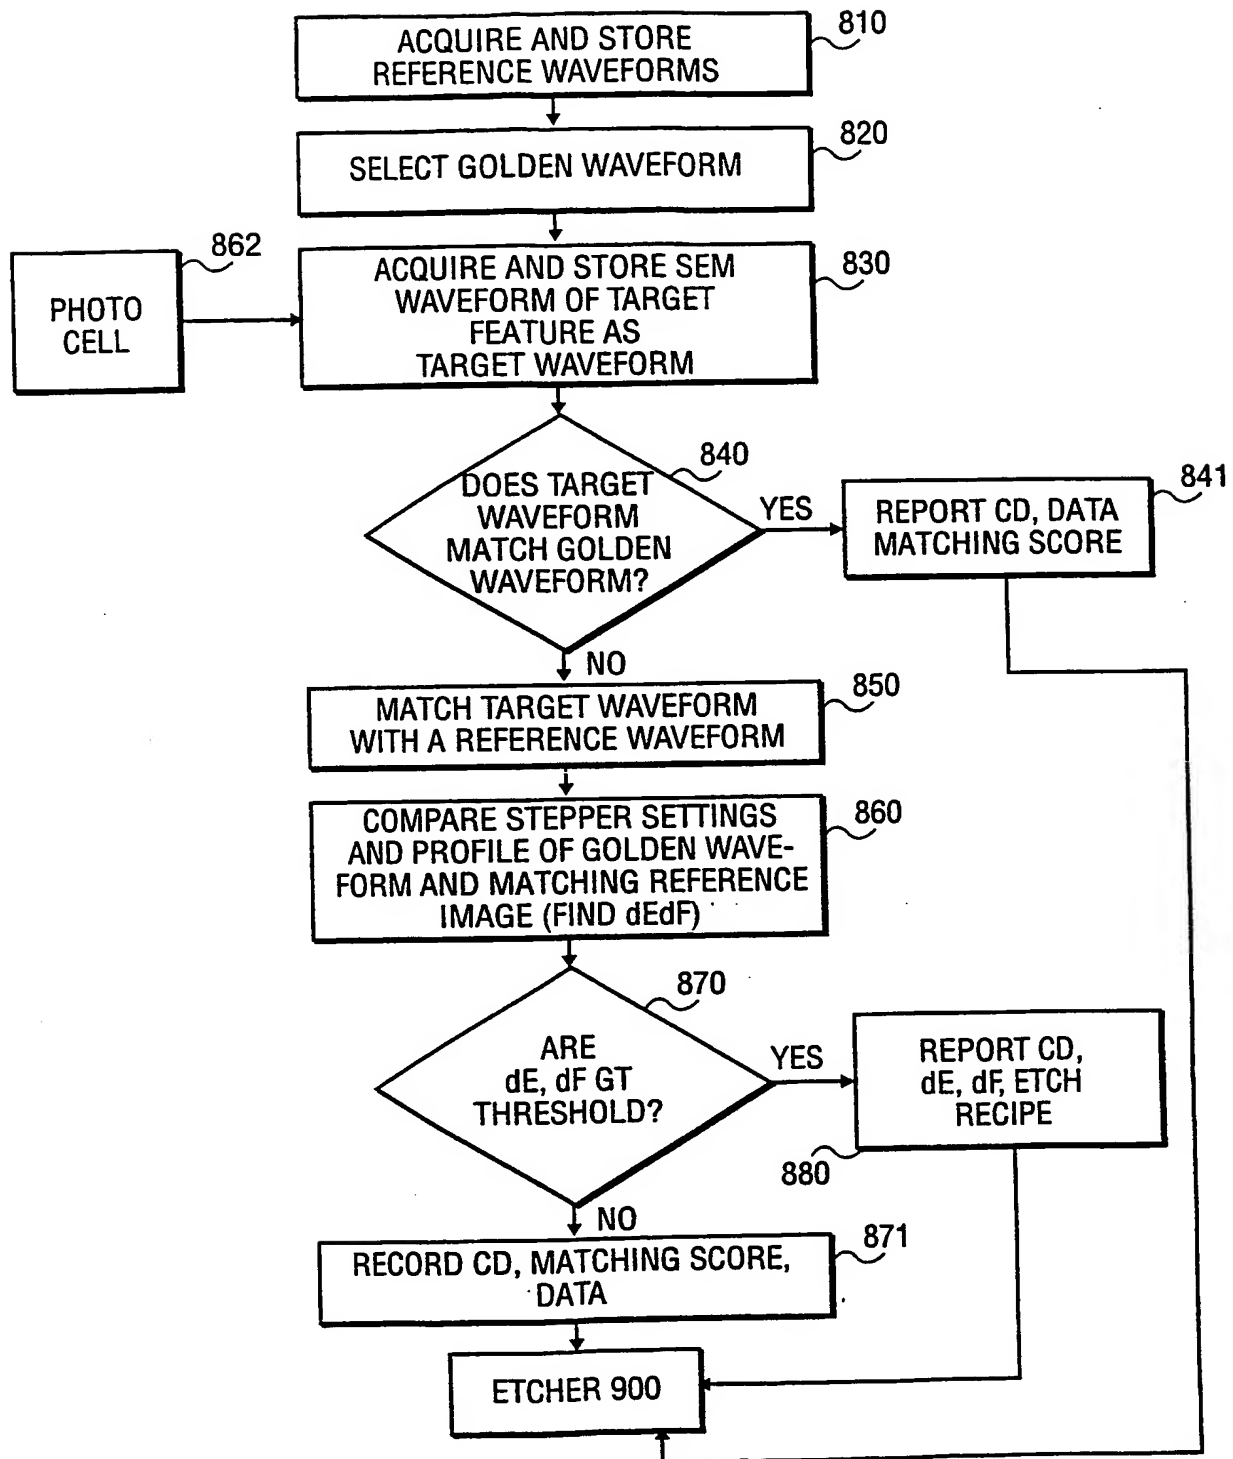 ACQUIRE AND STORE
REFERENCE WAVEFORMS
810
SELECT GOLDEN WAVEFORM
820
PHOTO
CELL
862
ACQUIRE AND STORE SEM
WAVEFORM OF TARGET
FEATURE AS
TARGET WAVEFORM
830
DOES TARGET
WAVEFORM
MATCH GOLDEN
WAVEFORM?
840
YES
REPORT CD, DATA
MATCHING SCORE
841
NO
MATCH TARGET WAVEFORM
WITH A REFERENCE WAVEFORM
850
COMPARE STEPPER SETTINGS
AND PROFILE OF GOLDEN WAVE-
FORM AND MATCHING REFERENCE
IMAGE (FIND dEdF)
860
ARE
dE, dF GT
THRESHOLD?
870
YES
REPORT CD,
dE, dF, ETCH
RECIPE
880
NO
RECORD CD, MATCHING SCORE,
DATA
871
ETCHER 900